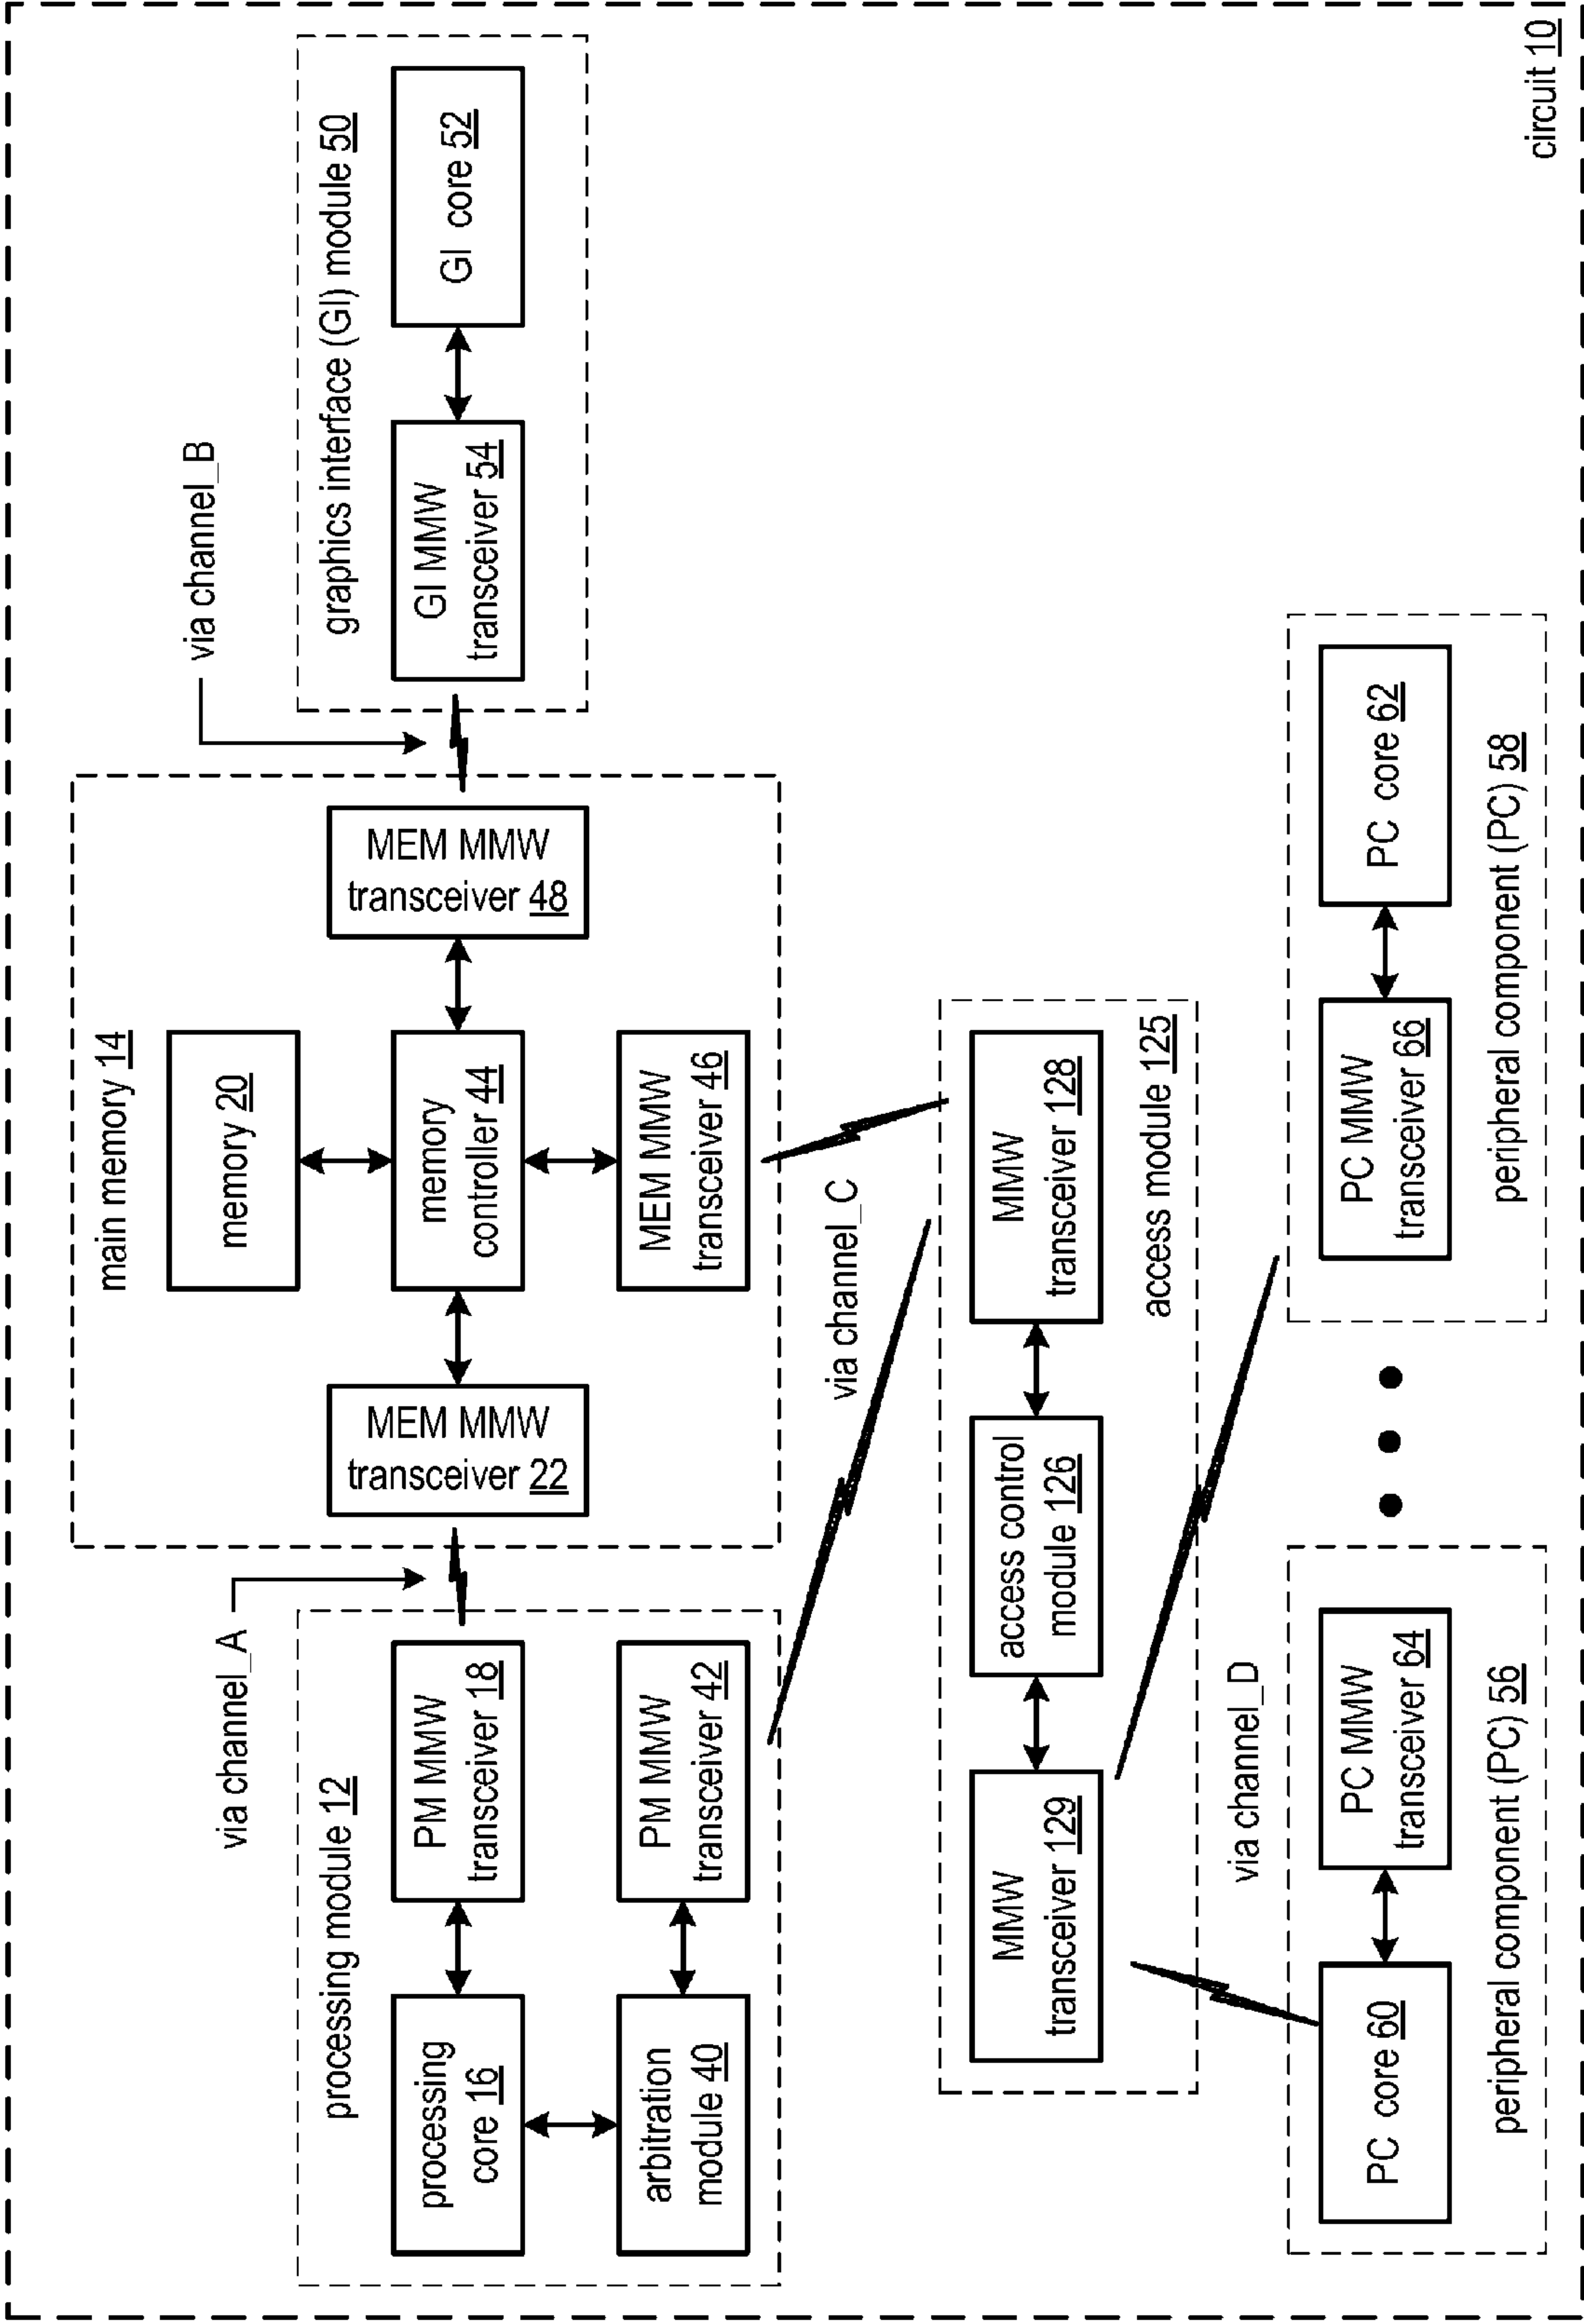 main memory 14
memory 20
via channel_A
via channel_B
processing module 12
graphics interface (GI) module 50
processing
core 16
PM MMW
transceiver 18
MEM MMW
transceiver 22
memory
controller 44
MEM MMW
transceiver 48
GI MMW
transceiver 54
GI core 52
arbitration
module 40
PM MMW
transceiver 42
MEM MMW
transceiver 46
via channel_C
MMW
transceiver 129
access control
module 126
MMW
transceiver 128
access module 125
via channel_D
PC core 60
PC MMW
transceiver 64
PC MMW
transceiver 66
PC core 62
peripheral component (PC) 56
peripheral component (PC) 58
circuit 10